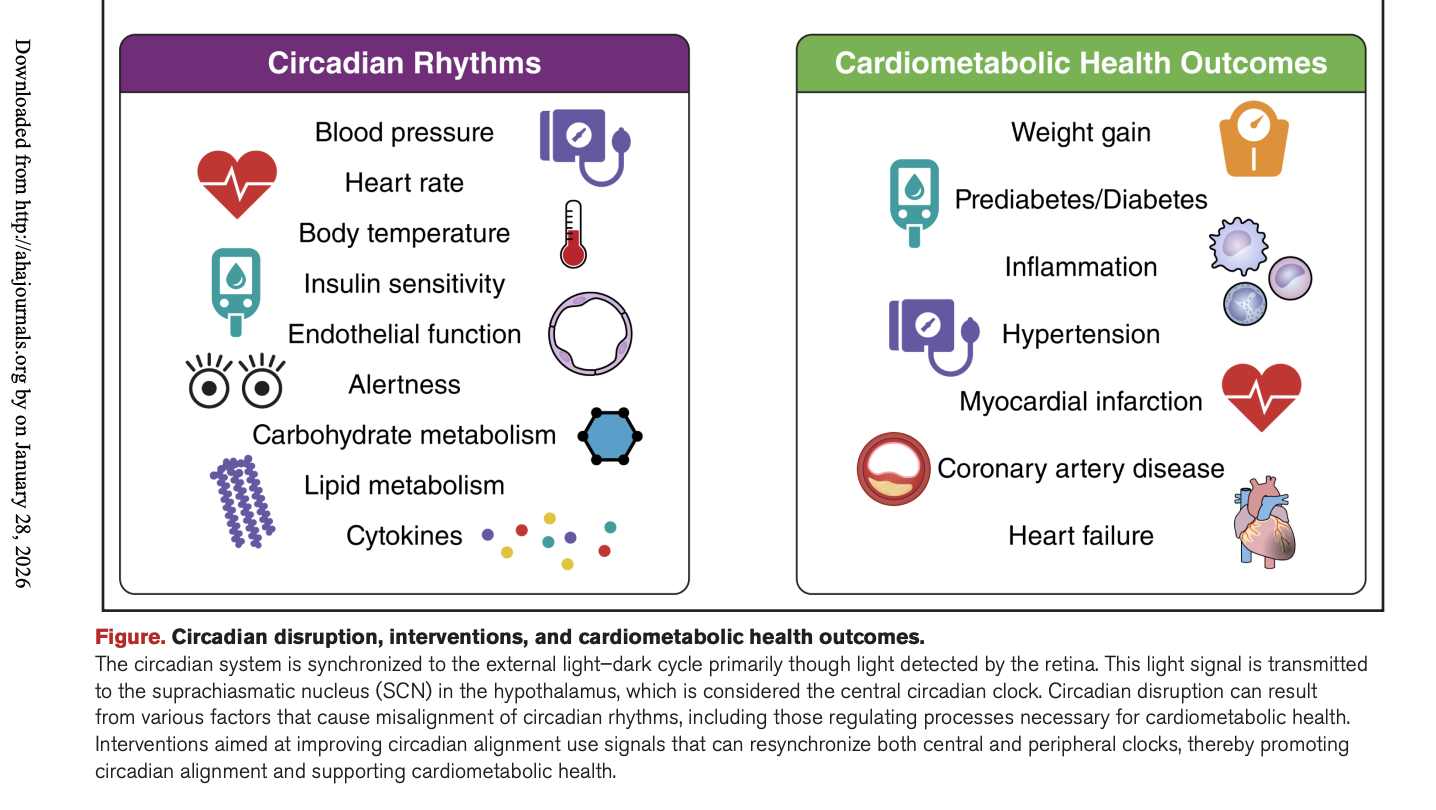 Downloaded from http://ahajournals.org by on January 28, 2026
Circadian Rhythms
Blood pressure
Heart rate
Body temperature
Insulin sensitivity
Endothelial function
Alertness
Carbohydrate metabolism
Lipid metabolism
Cytokines
Cardiometabolic Health Outcomes
Weight gain
Prediabetes/Diabetes
Inflammation
Hypertension
Myocardial infarction
Coronary artery disease
Heart failure
Figure. Circadian disruption, interventions, and cardiometabolic health outcomes.
The circadian system is synchronized to the external light–dark cycle primarily though light detected by the retina. This light signal is transmitted
to the suprachiasmatic nucleus (SCN) in the hypothalamus, which is considered the central circadian clock. Circadian disruption can result
from various factors that cause misalignment of circadian rhythms, including those regulating processes necessary for cardiometabolic health.
Interventions aimed at improving circadian alignment use signals that can resynchronize both central and peripheral clocks, thereby promoting
circadian alignment and supporting cardiometabolic health.